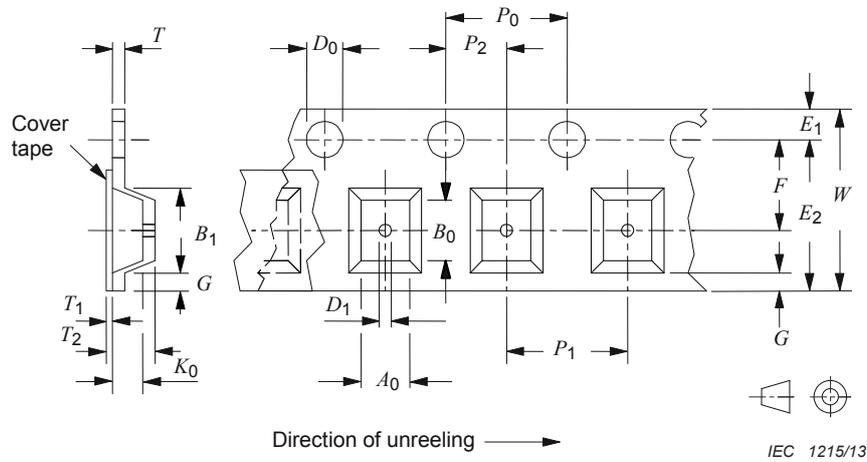 P0
T
D0
P2
Cover
tape
E1
F
W
E2
B1
B0
G
D1
T1
T2
P1
G
K0
A0
Direction of unreeling
IEC 1215/13